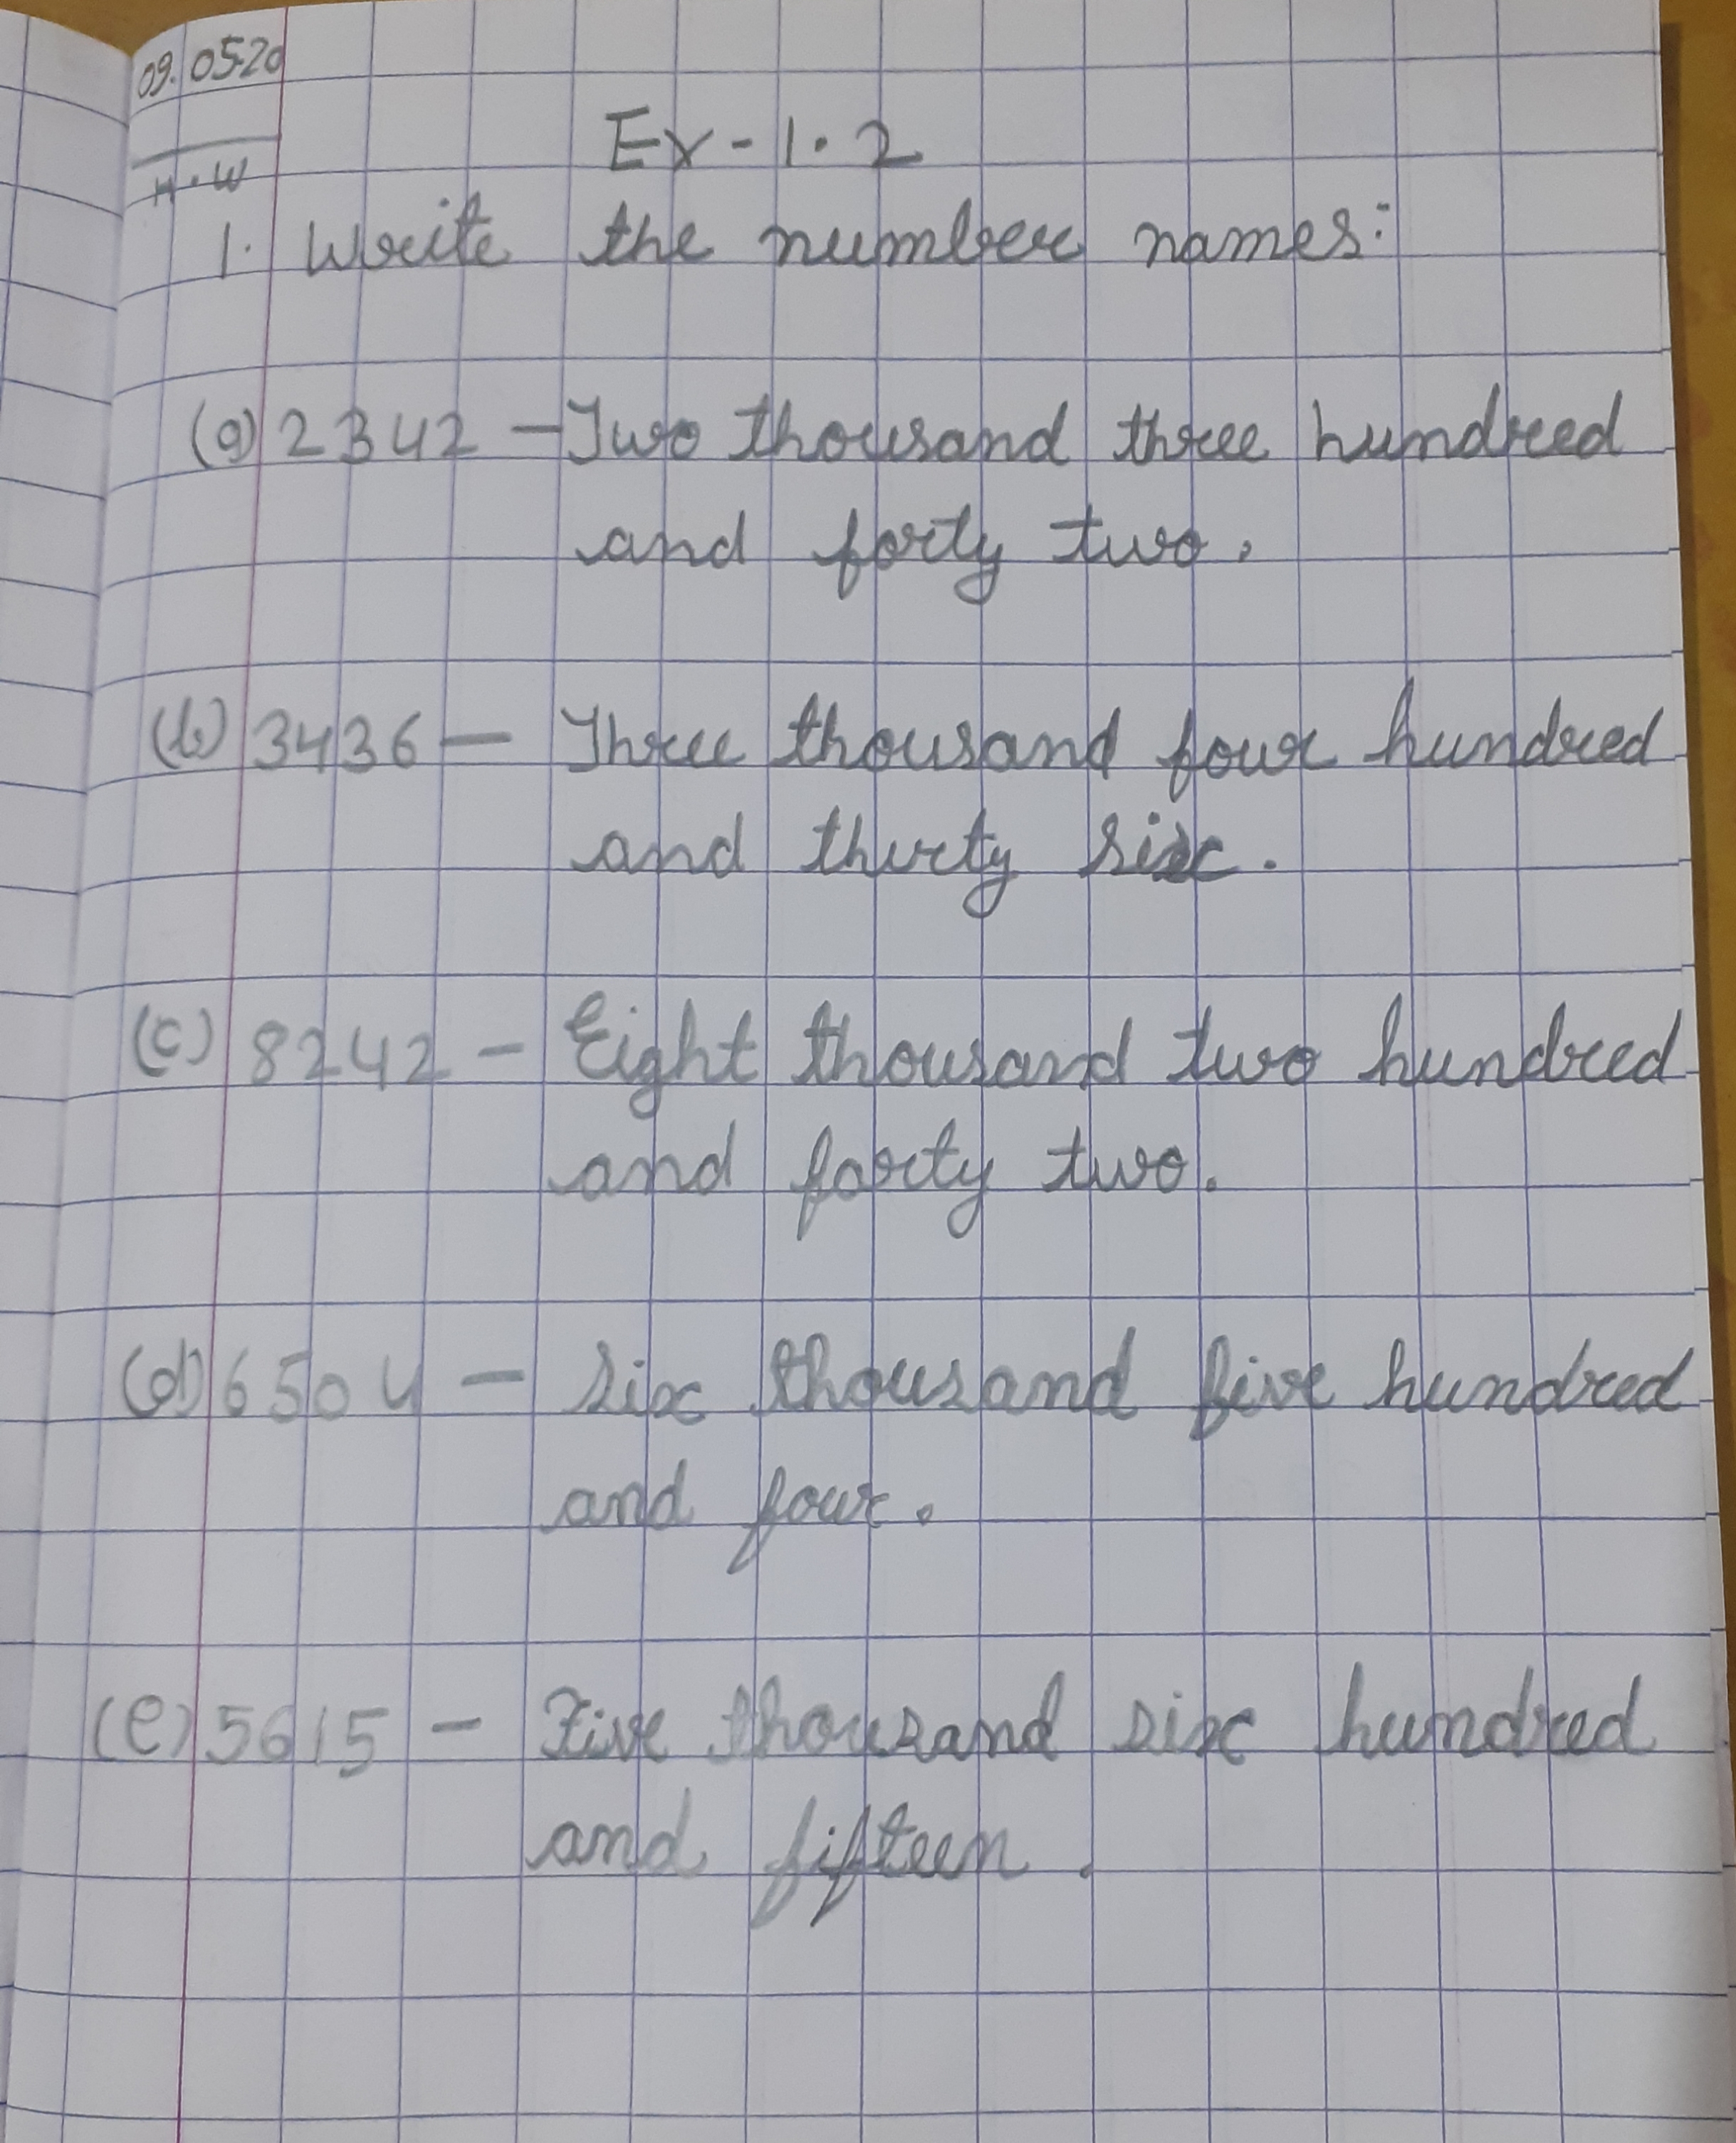 09.05.20
H.W
Ex-1.2
1. Write the number names:
(a) 2342 - Two thousand three hundred
and forty two.
(b) 3436 - Three thousand four hundred
and thirty six.
(c) 8242 - Eight thousand two hundred
and forty two.
(d) 6504 - Six thousand five hundred
and four.
(e) 5615 - Five thousand six hundred
and fifteen.